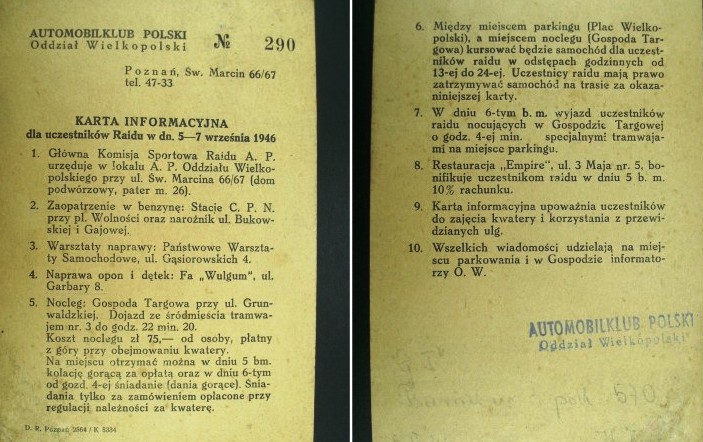 AUTOMOBILKLUB POLSKI
Oddział Wielkopolski
№ 290
Poznań, Św. Marcin 66/67
tel. 47-33
KARTA INFORMACYJNA
dla uczestników Raidu w dn. 5—7 września 1946
1. Główna Komisja Sportowa Raidu A. P.
urzęduje w lokalu A. P. Oddziału Wielko-
polskiego przy ul. Św. Marcina 66/67 (dom
podwórzowy, pater m. 26).
2. Zaopatrzenie w benzynę: Stacje C. P. N.
przy pl. Wolności oraz narożnik ul. Bukow-
skiej i Gajowej.
3. Warsztaty naprawy: Państwowe Warszta-
ty Samochodowe, ul. Gąsiorowskich 4.
4. Naprawa opon i dętek: Fa „Wulgum", ul.
Garbary 8.
5. Nocleg: Gospoda Targowa przy ul. Grun-
waldzkiej. Dojazd ze śródmieścia tramwa-
jem nr. 3 do godz. 22 min. 20.
Koszt noclegu zł 75,— od osoby, płatny
z góry przy obejmowaniu kwatery.
Na miejscu otrzymać można w dniu 5 bm.
kolację gorącą za opłatą oraz w dniu 6-tym
od gozd. 4-ej śniadanie (dania gorące). Śnia-
dania tylko za zamówieniem opłacone przy
regulacji należności za kwaterę.
D. R. Poznań 2564 / K 8334
6. Między miejscem parkingu (Plac Wielko-
polski), a miejscem noclegu (Gospoda Tar-
gowa) kursować będzie samochód dla uczest-
ników raidu w odstępach godzinnych od
13-ej do 24-ej. Uczestnicy raidu mają prawo
zatrzymywać samochód na trasie za okaza-
niniejszej karty.
7. W dniu 6-tym b. m. wyjazd uczestników
raidu nocujących w Gospodzie Targowej
o godz. 4-ej min. specjalnymi tramwaja-
mi na miejsce parkingu.
8. Restauracja „Empire", ul. 3 Maja nr. 5, bo-
nifikuje uczestnikom raidu w dniu 5 b. m.
10% rachunku.
9. Karta informacyjna upoważnia uczestników
do zajęcia kwatery i korzystania z przewi-
dzianych ulg.
10. Wszelkich wiadomości udzielają na miej-
scu parkowania i w Gospodzie informato-
rzy O. W.
AUTOMOBILKLUB POLSKI
Oddział Wielkopolski